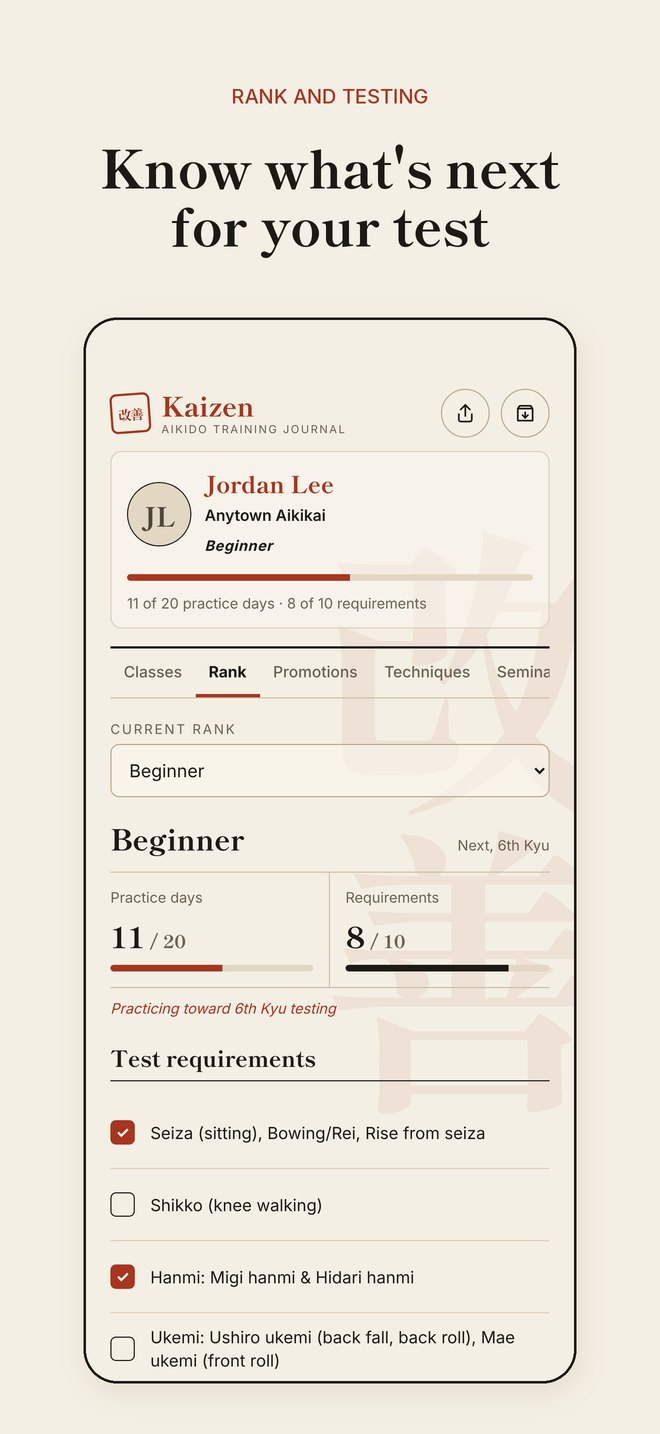 RANK AND TESTING
Know what's next
for your test
改善
Kaizen
AIKIDO TRAINING JOURNAL
JL
Jordan Lee
Anytown Aikikai
Beginner
11 of 20 practice days · 8 of 10 requirements
Classes Rank Promotions Techniques Semina
CURRENT RANK
Beginner
Beginner Next, 6th Kyu
Practice days Requirements
11 / 20 8 / 10
Practicing toward 6th Kyu testing
Test requirements
Seiza (sitting), Bowing/Rei, Rise from seiza
Shikko (knee walking)
Hanmi: Migi hanmi & Hidari hanmi
Ukemi: Ushiro ukemi (back fall, back roll), Mae
ukemi (front roll)
改
善